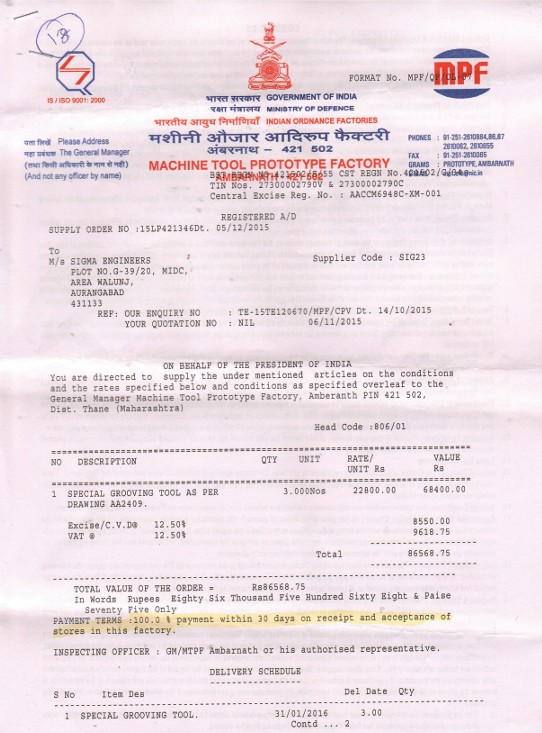 18
FORMAT No. MPF/QF/
MPF
IS / ISO 9001: 2000
भारत सरकार GOVERNMENT OF INDIA
रक्षा मंत्रालय MINISTRY OF DEFENCE
भारतीय आयुध निर्माणियाँ INDIAN ORDNANCE FACTORIES
मशीनी औजार आदिरुप फैक्टरी
अंबरनाथ - 421 502
MACHINE TOOL PROTOTYPE FACTORY
AMBARNATH - 421 502
पता लिखें Please Address
महा प्रबंधक The General Manager
(तथा किसी अधिकारी के नाम से नही)
(And not any officer by name)
PHONES : 91-251-2610884,86,87
2610082, 2610855
FAX : 91-251-2610085
GRAMS : PROTOTYPE, AMBARNATH
BST REGN NO.421502/S/55 CST REGN No.421502/C/
TIN Nos. 27300002790V & 27300002790C
Central Excise Reg. No. : AACCM6948C-XM-001
REGISTERED A/D
SUPPLY ORDER NO :15LP421346Dt. 05/12/2015
To
M/s SIGMA ENGINEERS Supplier Code : SIG23
PLOT NO.G-39/20, MIDC,
AREA WALUNJ,
AURANGABAD
431133
REF: OUR ENQUIRY NO : TE-15TE120670/MPF/CPV Dt. 14/10/2015
YOUR QUOTATION NO : NIL 06/11/2015
ON BEHALF OF THE PRESIDENT OF INDIA
You are directed to supply the under mentioned articles on the conditions
and the rates specified below and conditions as specified overleaf to the
General Manager Machine Tool Prototype Factory, Amberanth PIN 421 502,
Dist. Thane (Maharashtra)
Head Code :806/01
NO DESCRIPTION QTY UNIT RATE/ VALUE
UNIT Rs Rs
1 SPECIAL GROOVING TOOL AS PER 3.000Nos 22800.00 68400.00
DRAWING AA2409.
Excise/C.V.D@ 12.50% 8550.00
VAT @ 12.50% 9618.75
Total 86568.75
TOTAL VALUE OF THE ORDER = Rs86568.75
In Words Rupees Eighty Six Thousand Five Hundred Sixty Eight & Paise
Seventy Five Only
PAYMENT TERMS :100.0 % payment within 30 days on receipt and acceptance of
stores in this factory.
INSPECTING OFFICER : GM/MTPF Ambarnath or his authorised representative.
DELIVERY SCHEDULE
S No Item Des Del Date Qty
1 SPECIAL GROOVING TOOL. 31/01/2016 3.00
Contd ... 2